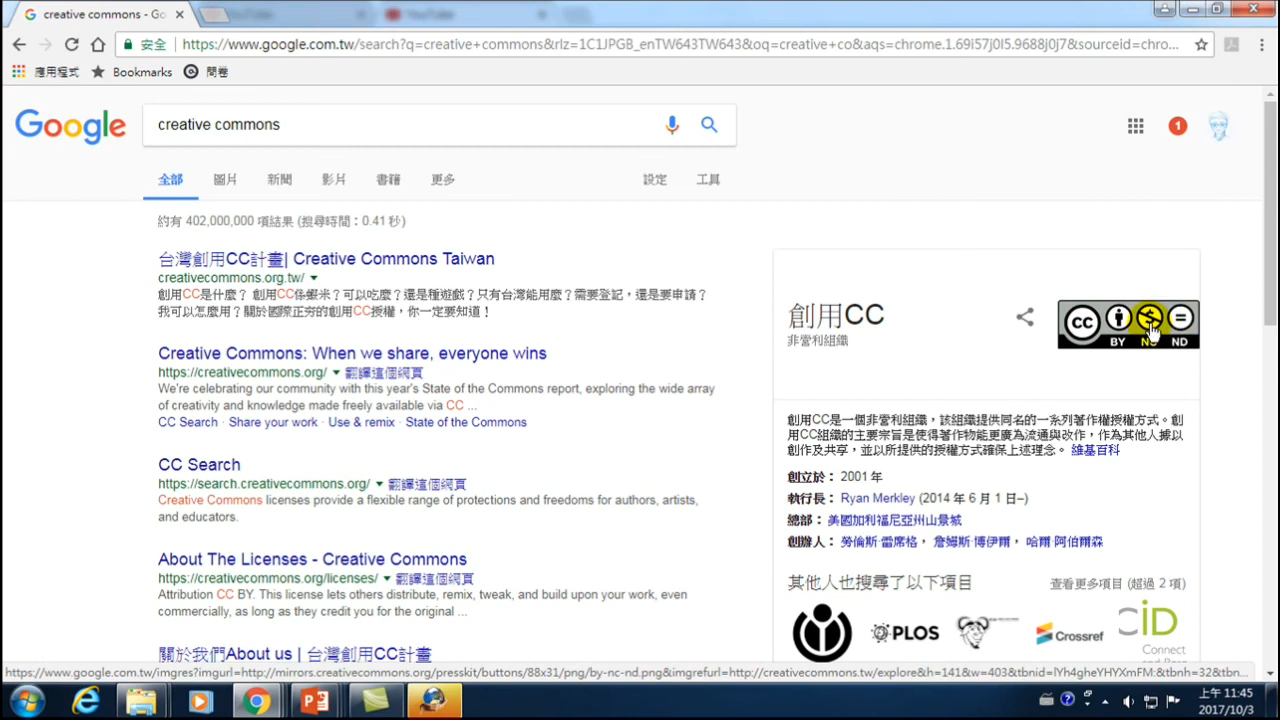 creative commons - Go
YouTube
YouTube
安全
https://www.google.com.tw/search?q=creative+commons&rlz=1C1JPGB_enTW643TW643&oq=creative+co&aqs=chrome.1.69i57j0l5.9688j0j7&sourceid=chro...
應用程式
Bookmarks
問卷
Google
creative commons
1
全部 圖片 新聞 影片 書籍 更多 設定 工具
約有 402,000,000 項結果 (搜尋時間：0.41 秒)
台灣創用CC計畫| Creative Commons Taiwan
creativecommons.org.tw/
創用CC是什麼？ 創用CC係蝦米？可以吃麼？還是種遊戲？只有台灣能用麼？需要登記，還是要申請？
我可以怎麼用？關於國際正夯的創用CC授權，你一定要知道！
Creative Commons: When we share, everyone wins
https://creativecommons.org/ 翻譯這個網頁
We're celebrating our community with this year's State of the Commons report, exploring the wide array
of creativity and knowledge made freely available via CC ...
CC Search · Share your work · Use & remix · State of the Commons
CC Search
https://search.creativecommons.org/ 翻譯這個網頁
Creative Commons licenses provide a flexible range of protections and freedoms for authors, artists,
and educators.
About The Licenses - Creative Commons
https://creativecommons.org/licenses/ 翻譯這個網頁
Attribution CC BY. This license lets others distribute, remix, tweak, and build upon your work, even
commercially, as long as they credit you for the original ...
關於我們About us | 台灣創用CC計畫
創用CC
非營利組織
cc
BY
ND
創用CC是一個非營利組織，該組織提供同名的一系列著作權授權方式。創
用CC組織的主要宗旨是使得著作物能更廣為流通與改作，作為其他人據以
創作及共享，並以所提供的授權方式確保上述理念。 維基百科
創立於： 2001 年
執行長： Ryan Merkley (2014 年 6 月 1 日–)
總部： 美國加利福尼亞州山景城
創辦人： 勞倫斯·雷席格， 詹姆斯·博伊爾， 哈爾·阿伯爾森
其他人也搜尋了以下項目
查看更多項目 (超過 2 項)
PLOS
Crossref
CiD
Connect
https://www.google.com.tw/imgres?imgurl=http://mirrors.creativecommons.org/presskit/buttons/88x31/png/by-nc-nd.png&imgrefurl=http://creativecommons.tw/explore&h=141&w=403&tbnid=lYh4gheYHYXmFM:&tbnh=32&tbn...
上午 11:45
2017/10/3